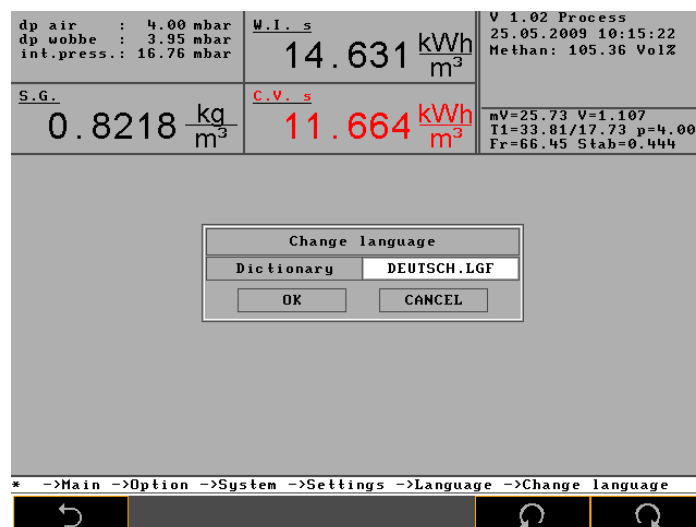 dp air : 4.00 mbar
dp wobbe : 3.95 mbar
int.press.: 16.76 mbar
W.I. s
14.631 kWh/m³
V 1.02 Process
25.05.2009 10:15:22
Methan: 105.36 Vol%
S.G.
0.8218 kg/m³
C.V. s
11.664 kWh/m³
mV=25.73 V=1.107
T1=33.81/17.73 p=4.00
Fr=66.45 Stab=0.444
Change language
Dictionary DEUTSCH.LGF
OK CANCEL
* ->Main ->Option ->System ->Settings ->Language ->Change language